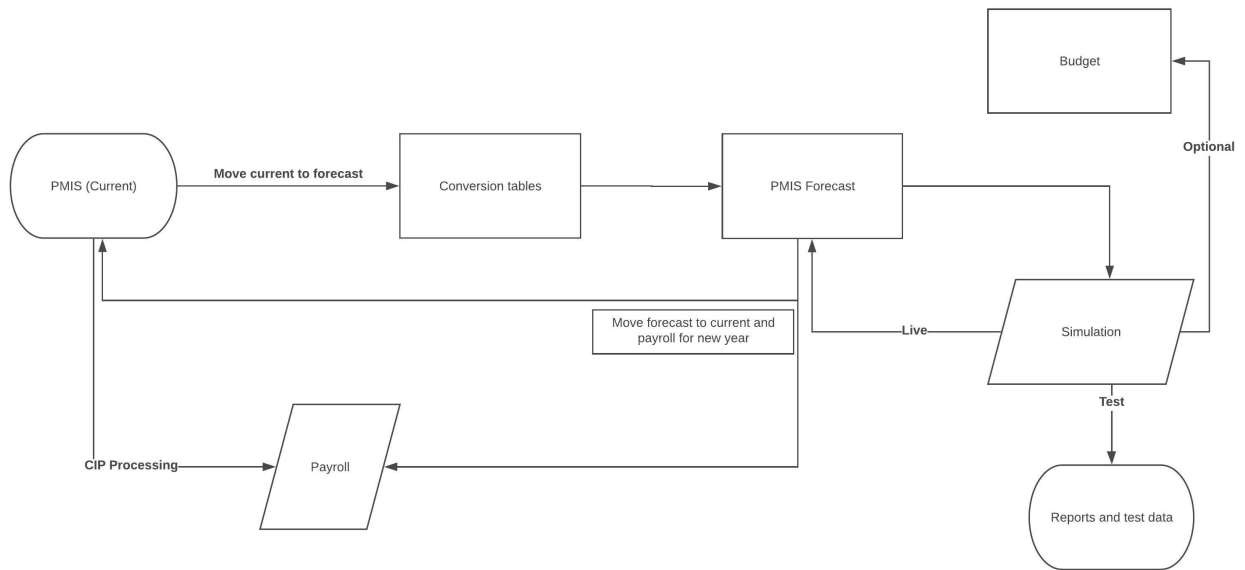 Budget
Optional
PMIS (Current)
Move current to forecast
Conversion tables
PMIS Forecast
Move forecast to current and
payroll for new year
Live
Simulation
Test
CIP Processing
Payroll
Reports and test data